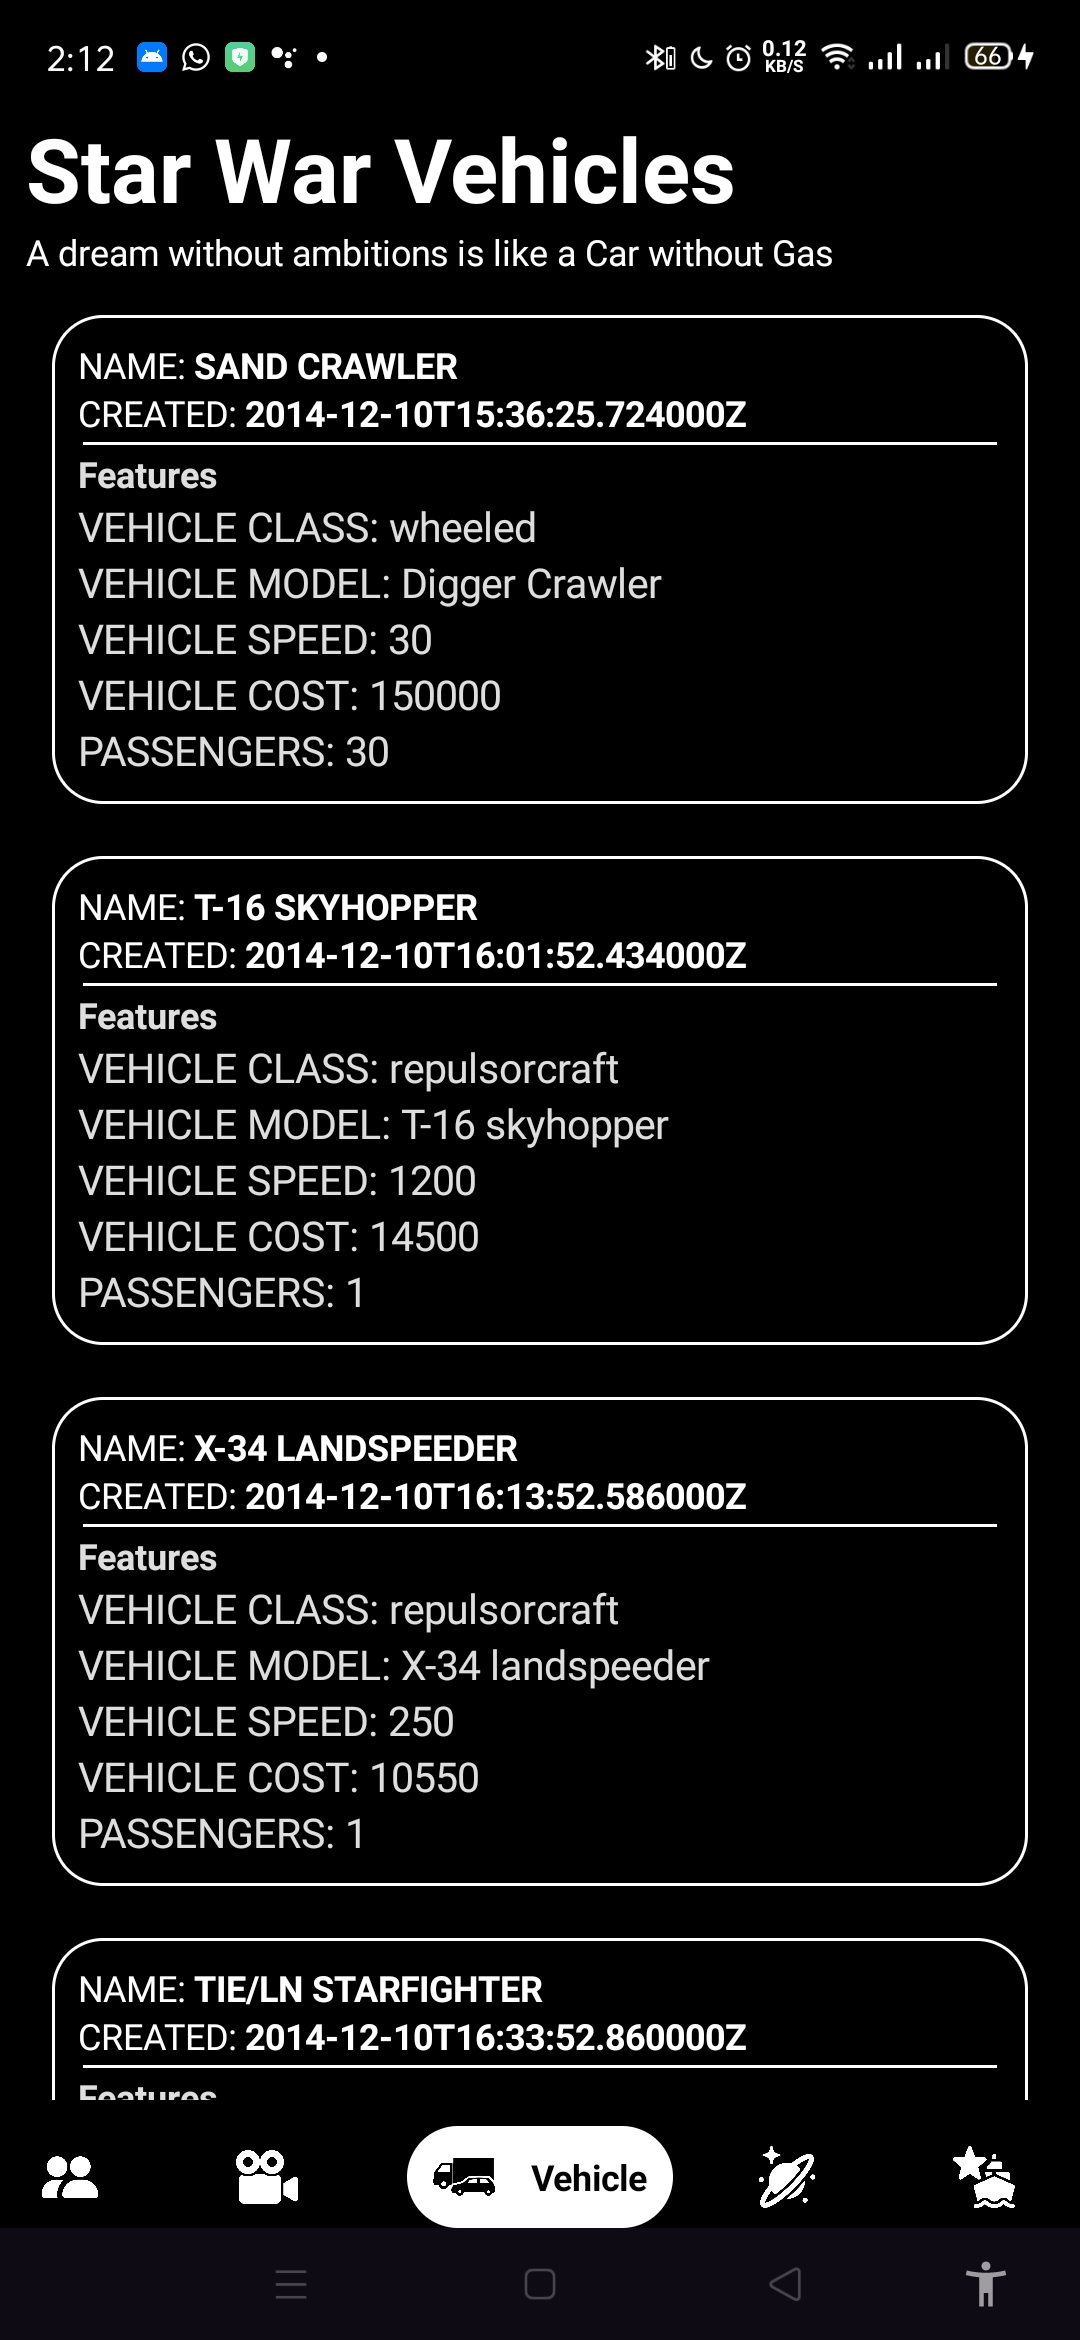 2:12
0.12
KB/S
66
Star War Vehicles
A dream without ambitions is like a Car without Gas
NAME: SAND CRAWLER
CREATED: 2014-12-10T15:36:25.724000Z
Features
VEHICLE CLASS: wheeled
VEHICLE MODEL: Digger Crawler
VEHICLE SPEED: 30
VEHICLE COST: 150000
PASSENGERS: 30
NAME: T-16 SKYHOPPER
CREATED: 2014-12-10T16:01:52.434000Z
Features
VEHICLE CLASS: repulsorcraft
VEHICLE MODEL: T-16 skyhopper
VEHICLE SPEED: 1200
VEHICLE COST: 14500
PASSENGERS: 1
NAME: X-34 LANDSPEEDER
CREATED: 2014-12-10T16:13:52.586000Z
Features
VEHICLE CLASS: repulsorcraft
VEHICLE MODEL: X-34 landspeeder
VEHICLE SPEED: 250
VEHICLE COST: 10550
PASSENGERS: 1
NAME: TIE/LN STARFIGHTER
CREATED: 2014-12-10T16:33:52.860000Z
Features
Vehicle